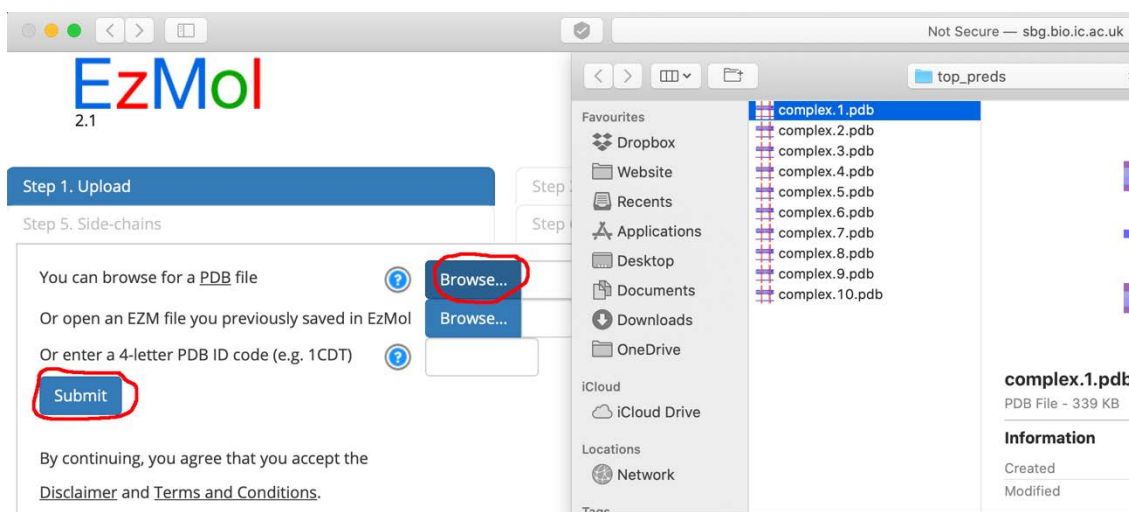 Not Secure — sbg.bio.ic.ac.uk
EzMol
2.1
Step 1. Upload
Step
Step 5. Side-chains
Step
You can browse for a PDB file
?
Browse...
Or open an EZM file you previously saved in EzMol
Browse...
Or enter a 4-letter PDB ID code (e.g. 1CDT)
?
Submit
By continuing, you agree that you accept the
Disclaimer and Terms and Conditions.
top_preds
Favourites
Dropbox
Website
Recents
Applications
Desktop
Documents
Downloads
OneDrive
iCloud
iCloud Drive
Locations
Network
Tags
complex.1.pdb
complex.2.pdb
complex.3.pdb
complex.4.pdb
complex.5.pdb
complex.6.pdb
complex.7.pdb
complex.8.pdb
complex.9.pdb
complex.10.pdb
complex.1.pdb
PDB File - 339 KB
Information
Created
Modified